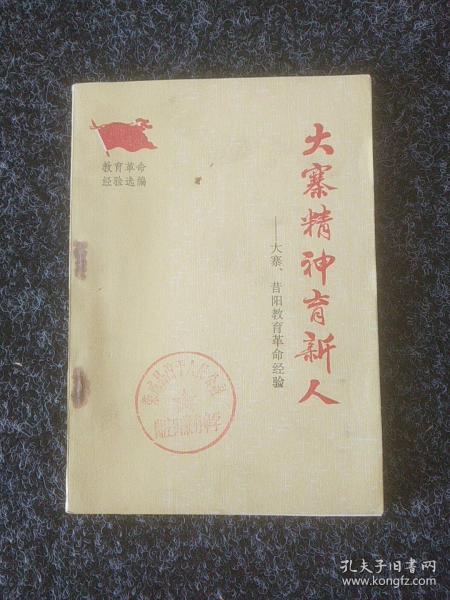 教育革命
经验选编
大寨精神育新人
——大寨、昔阳教育革命经验
孔夫子旧书网
www.kongfz.com